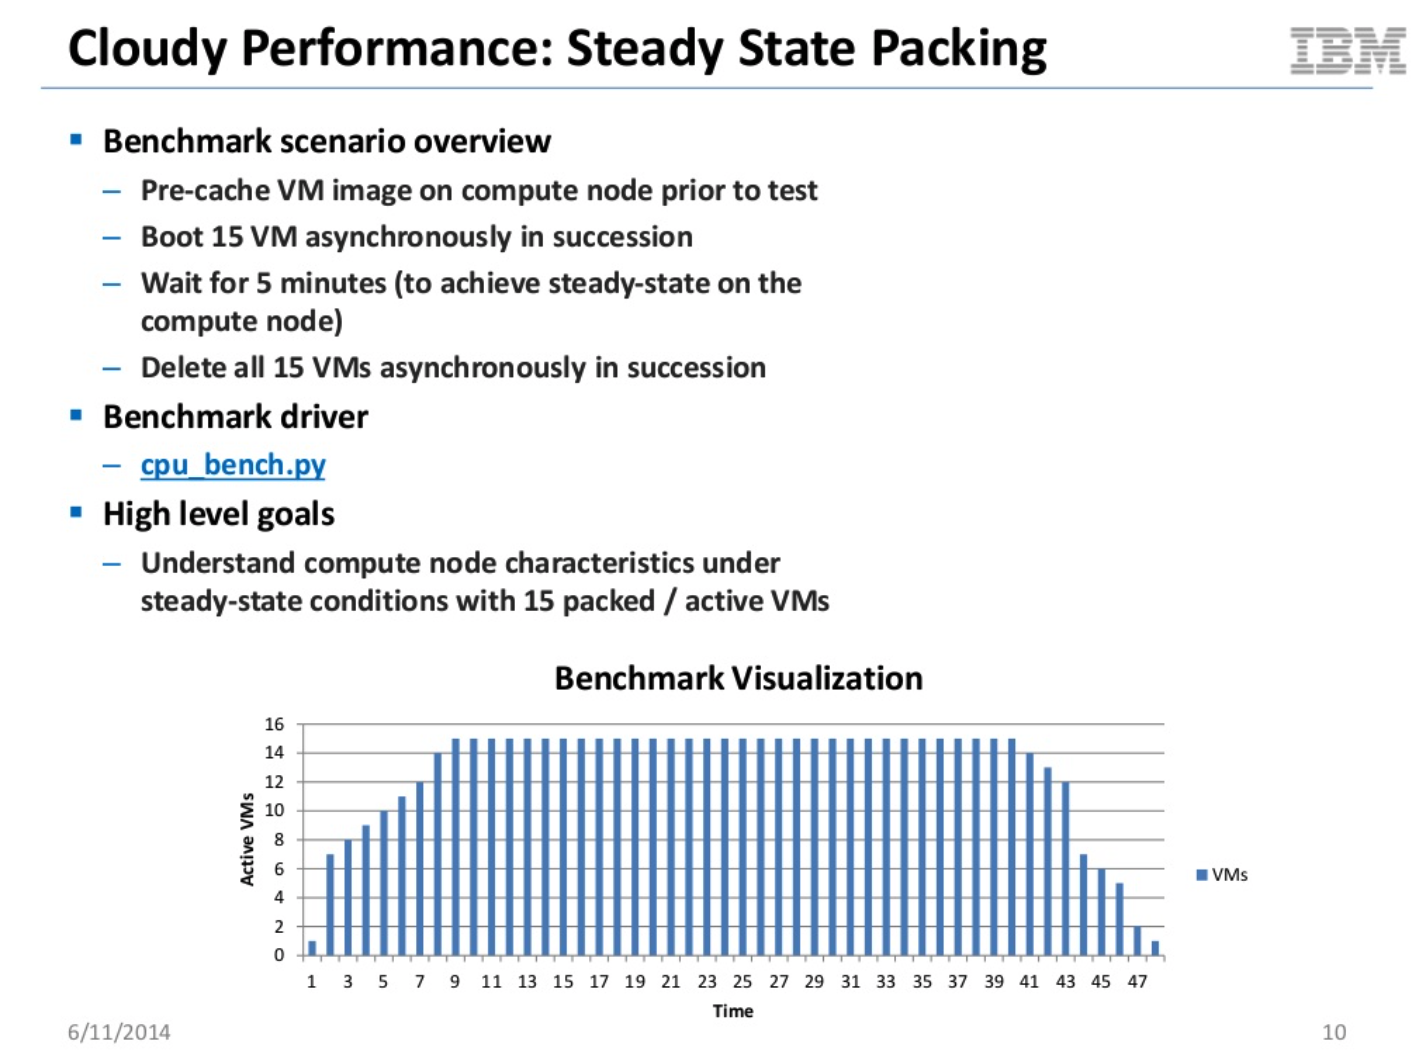 Cloudy Performance: Steady State Packing
IBM
Benchmark scenario overview
– Pre-cache VM image on compute node prior to test
– Boot 15 VM asynchronously in succession
– Wait for 5 minutes (to achieve steady-state on the
compute node)
– Delete all 15 VMs asynchronously in succession
Benchmark driver
– cpu_bench.py
High level goals
– Understand compute node characteristics under
steady-state conditions with 15 packed / active VMs
Benchmark Visualization
16
14
12
10
8
6
4
2
0
Active VMs
1 3 5 7 9 11 13 15 17 19 21 23 25 27 29 31 33 35 37 39 41 43 45 47
Time
VMs
6/11/2014
10